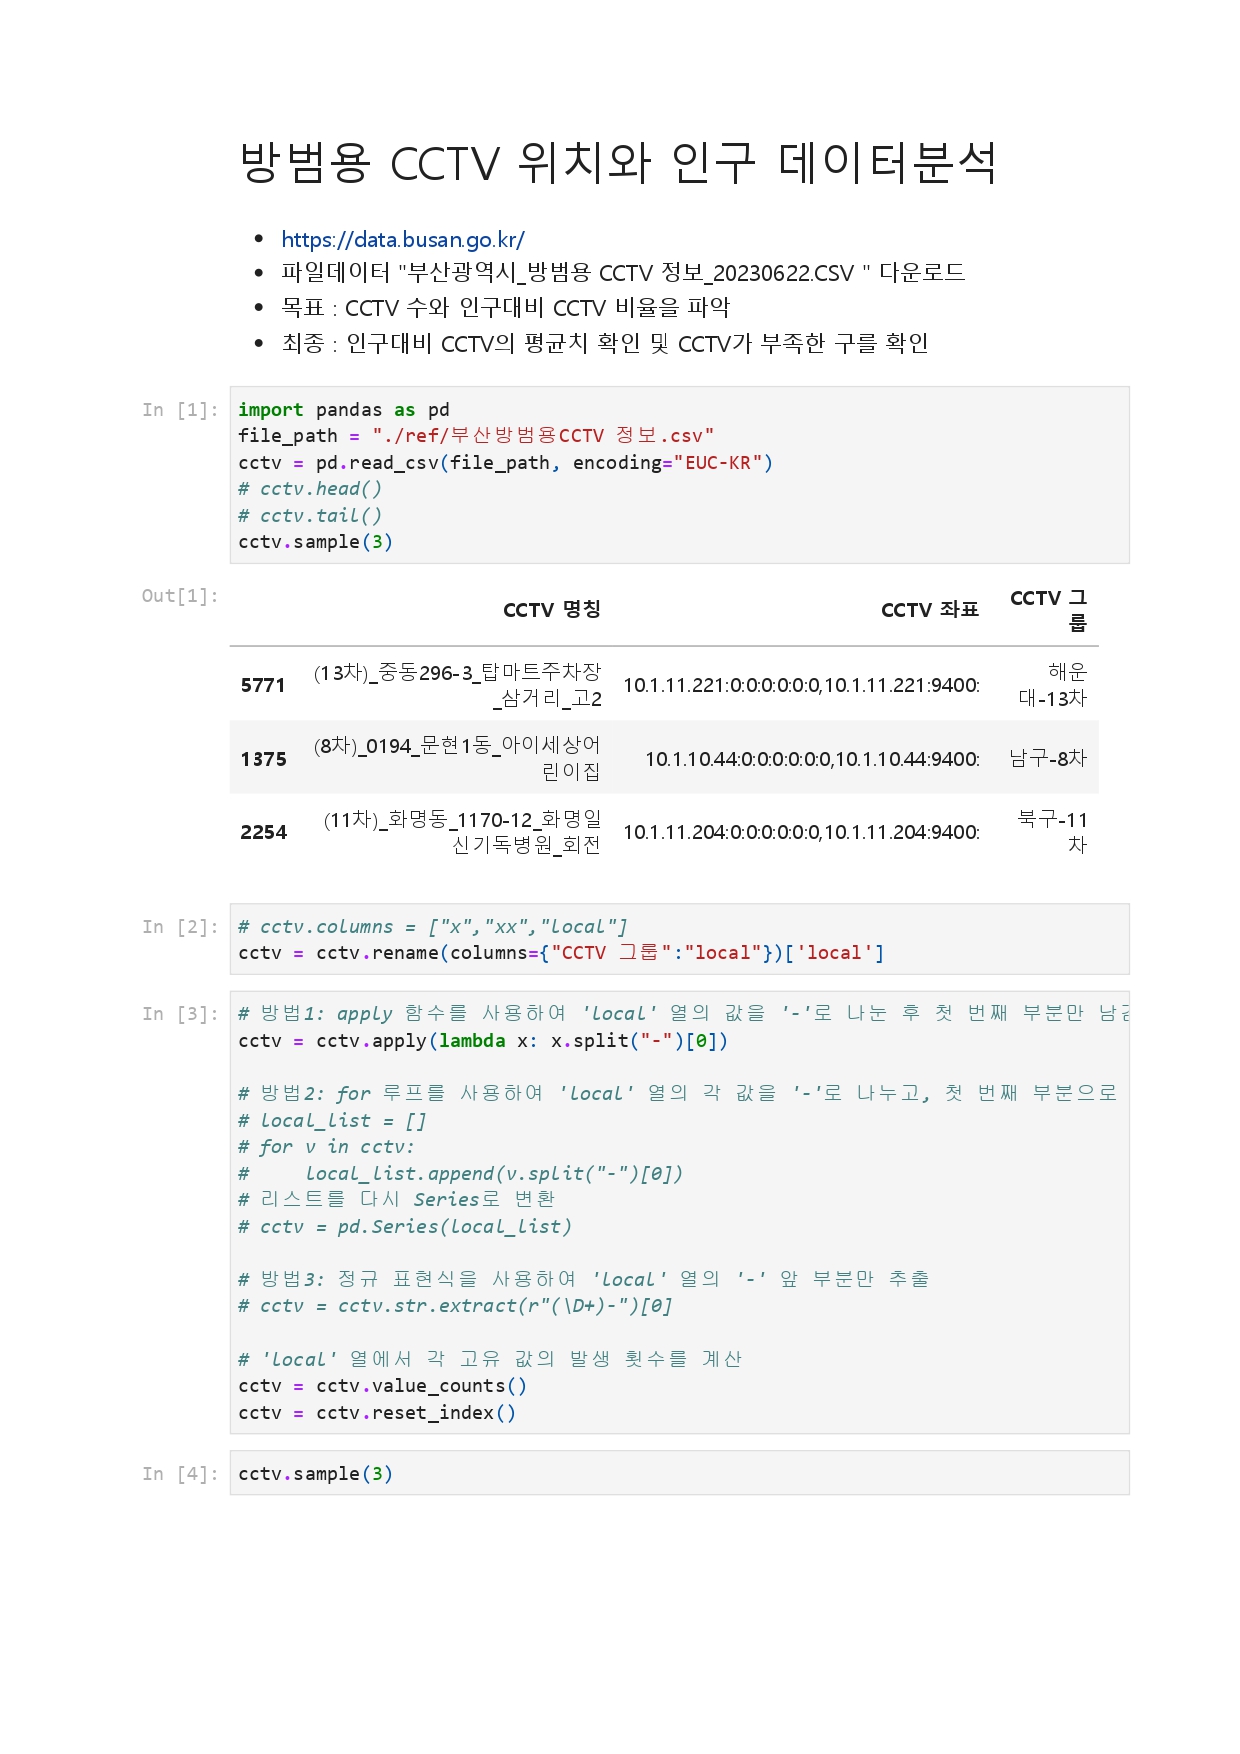 방범용 CCTV 위치와 인구 데이터분석
• https://data.busan.go.kr/
• 파일데이터 "부산광역시_방범용 CCTV 정보_20230622.CSV " 다운로드
• 목표 : CCTV 수와 인구대비 CCTV 비율을 파악
• 최종 : 인구대비 CCTV의 평균치 확인 및 CCTV가 부족한 구를 확인
In [1]:
import pandas as pd
file_path = "./ref/부산방범용CCTV 정보.csv"
cctv = pd.read_csv(file_path, encoding="EUC-KR")
# cctv.head()
# cctv.tail()
cctv.sample(3)
Out[1]:
CCTV 명칭 CCTV 좌표 CCTV 그
룹
5771 (13차)_중동296-3_탑마트주차장
_삼거리_고2 10.1.11.221:0:0:0:0:0:0,10.1.11.221:9400: 해운
대-13차
1375 (8차)_0194_문현1동_아이세상어
린이집 10.1.10.44:0:0:0:0:0:0,10.1.10.44:9400: 남구-8차
2254 (11차)_화명동_1170-12_화명일
신기독병원_회전 10.1.11.204:0:0:0:0:0:0,10.1.11.204:9400: 북구-11
차
In [2]:
# cctv.columns = ["x","xx","local"]
cctv = cctv.rename(columns={"CCTV 그룹":"local"})['local']
In [3]:
# 방법1: apply 함수를 사용하여 'local' 열의 값을 '-'로 나눈 후 첫 번째 부분만
cctv = cctv.apply(lambda x: x.split("-")[0])
# 방법2: for 루프를 사용하여 'local' 열의 각 값을 '-'로 나누고, 첫 번째 부분으로
# local_list = []
# for v in cctv:
#     local_list.append(v.split("-")[0])
# 리스트를 다시 Series로 변환
# cctv = pd.Series(local_list)
# 방법3: 정규 표현식을 사용하여 'local' 열의 '-' 앞 부분만 추출
# cctv = cctv.str.extract(r"(\D+)-")[0]
# 'local' 열에서 각 고유 값의 발생 횟수를 계산
cctv = cctv.value_counts()
cctv = cctv.reset_index()
In [4]:
cctv.sample(3)